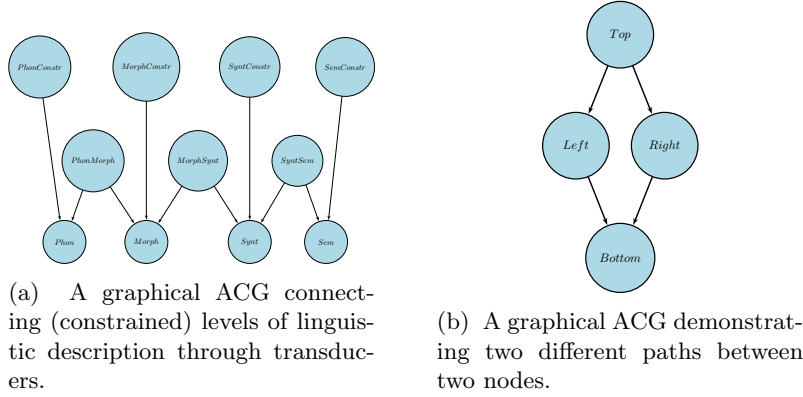 PhonConstr
MorphConstr
SyntConstr
SemConstr
PhonMorph
MorphSynt
SyntSem
Phon
Morph
Synt
Sem
(a) A graphical ACG connect-
ing (constrained) levels of linguis-
tic description through transduc-
ers.
Top
Left
Right
Bottom
(b) A graphical ACG demonstrat-
ing two different paths between
two nodes.